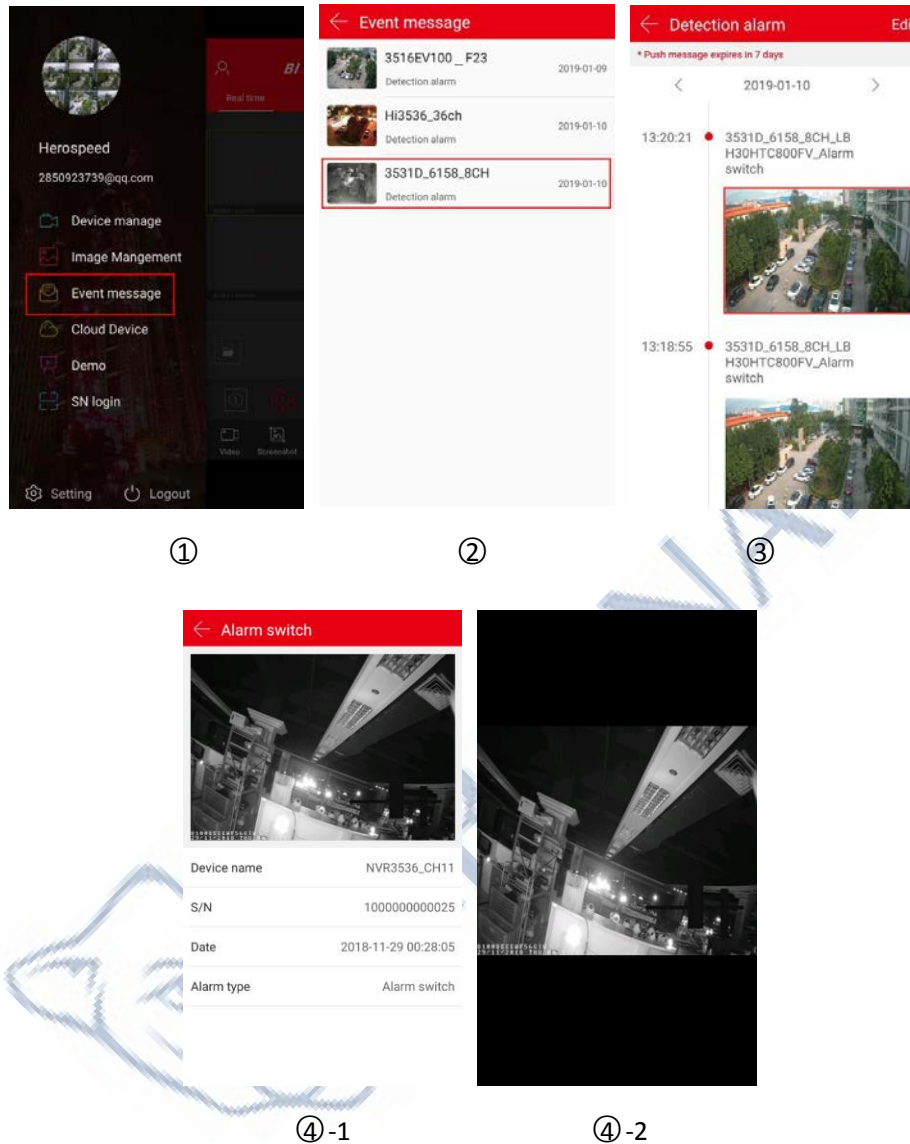 BI
Real time
Herospeed
2850923739@qq.com
Device manage
Image Mangement
Event message
Cloud Device
Demo
SN login
Video Screenshot
Setting Logout
Event message
3516EV100 _ F23
Detection alarm
2019-01-09
Hi3536_36ch
Detection alarm
2019-01-10
3531D_6158_8CH
Detection alarm
2019-01-10
Detection alarm Edi
* Push message expires in 7 days
< 2019-01-10 >
13:20:21 3531D_6158_8CH_LB
H30HTC800FV_Alarm
switch
13:18:55 3531D_6158_8CH_LB
H30HTC800FV_Alarm
switch
① ② ③
Alarm switch
Device name NVR3536_CH11
S/N 1000000000025
Date 2018-11-29 00:28:05
Alarm type Alarm switch
④-1 ④-2